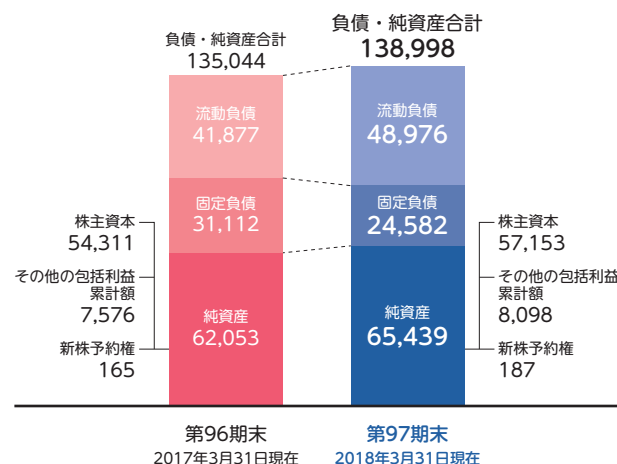 負債・純資産合計
135,044
流動負債
41,877
固定負債
31,112
純資産
62,053
株主資本
54,311
その他の包括利益
累計額
7,576
新株予約権
165
第96期末
2017年3月31日現在
負債・純資産合計
138,998
流動負債
48,976
固定負債
24,582
純資産
65,439
株主資本
57,153
その他の包括利益
累計額
8,098
新株予約権
187
第97期末
2018年3月31日現在